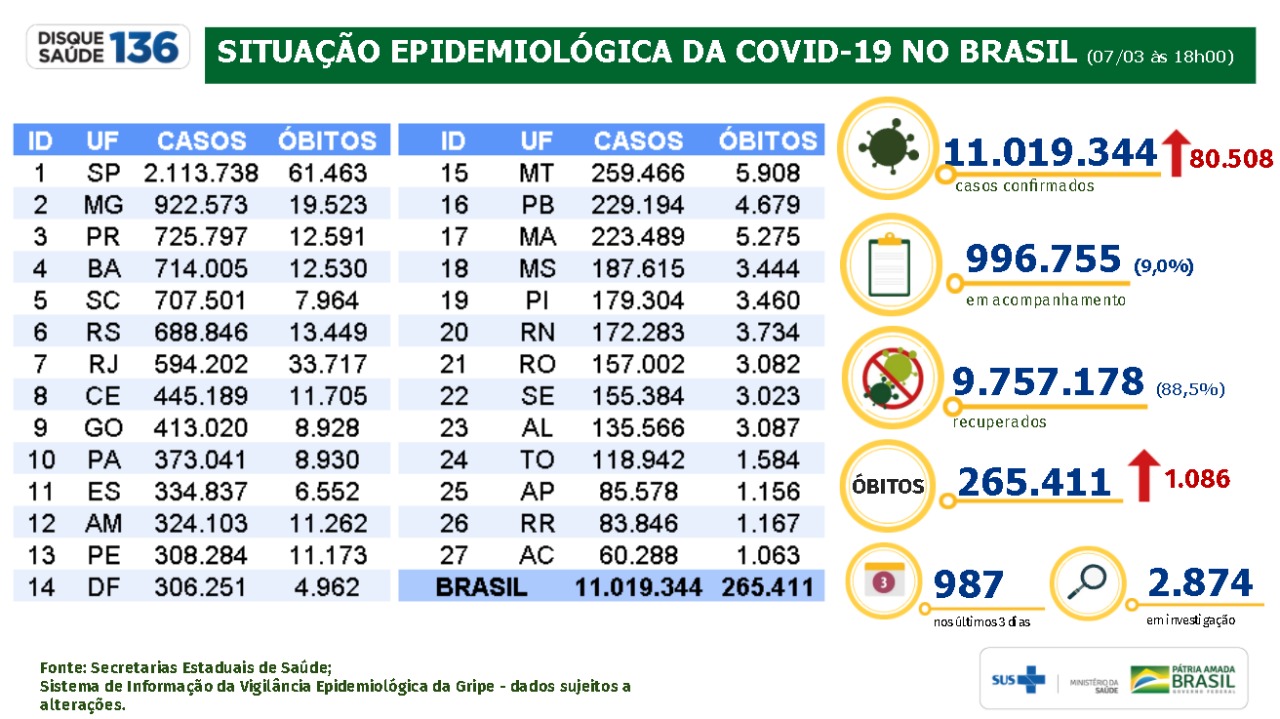 DISQUE
SAÚDE 136
SITUAÇÃO EPIDEMIOLÓGICA DA COVID-19 NO BRASIL (07/03 às 18h00)
ID UF CASOS ÓBITOS
1 SP 2.113.738 61.463
2 MG 922.573 19.523
3 PR 725.797 12.591
4 BA 714.005 12.530
5 SC 707.501 7.964
6 RS 688.846 13.449
7 RJ 594.202 33.717
8 CE 445.189 11.705
9 GO 413.020 8.928
10 PA 373.041 8.930
11 ES 334.837 6.552
12 AM 324.103 11.262
13 PE 308.284 11.173
14 DF 306.251 4.962
ID UF CASOS ÓBITOS
15 MT 259.466 5.908
16 PB 229.194 4.679
17 MA 223.489 5.275
18 MS 187.615 3.444
19 PI 179.304 3.460
20 RN 172.283 3.734
21 RO 157.002 3.082
22 SE 155.384 3.023
23 AL 135.566 3.087
24 TO 118.942 1.584
25 AP 85.578 1.156
26 RR 83.846 1.167
27 AC 60.288 1.063
BRASIL 11.019.344 265.411
11.019.344 80.508
casos confirmados
996.755 (9,0%)
em acompanhamento
9.757.178 (88,5%)
recuperados
ÓBITOS 265.411 1.086
3 987
nos últimos 3 dias
2.874
em investigação
Fonte: Secretarias Estaduais de Saúde;
Sistema de Informação da Vigilância Epidemiológica da Gripe - dados sujeitos a
alterações.
SUS
MINISTÉRIO DA
SAÚDE
PÁTRIA AMADA
BRASIL
GOVERNO FEDERAL